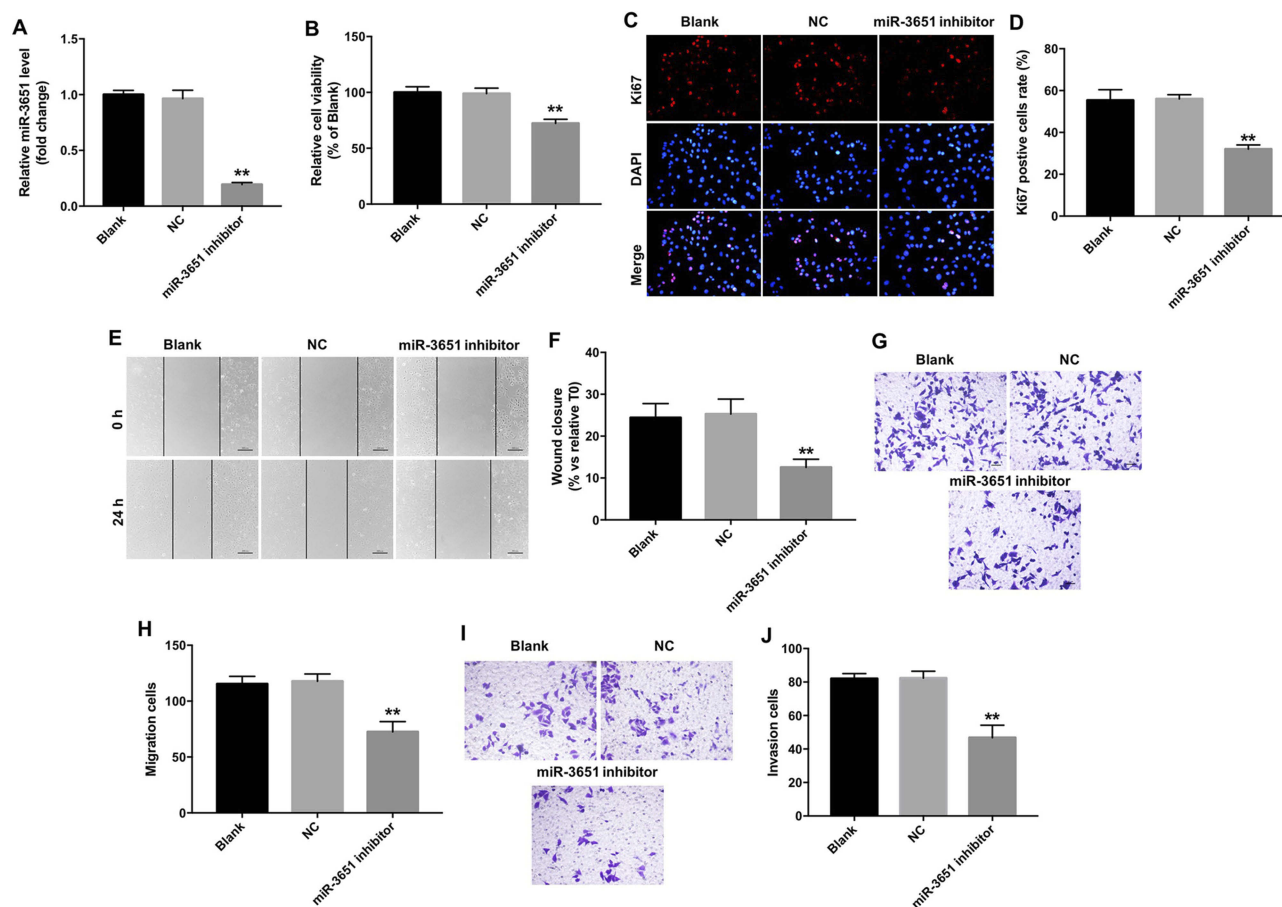 A
Relative miR-3651 level
(fold change)
1.5
1.0
0.5
0.0
**
Blank
NC
miR-3651 inhibitor
B
Relative cell viability
(% of Blank)
150
100
50
0
**
Blank
NC
miR-3651 inhibitor
C
Blank
NC
miR-3651 inhibitor
Ki67
DAPI
Merge
D
Ki67 postive cells rate (%)
80
60
40
20
0
**
Blank
NC
miR-3651 inhibitor
E
Blank
NC
miR-3651 inhibitor
0 h
24 h
F
Wound closure
(% vs relative T0)
40
30
20
10
0
**
Blank
NC
miR-3651 inhibitor
G
Blank
NC
miR-3651 inhibitor
H
Migration cells
150
100
50
0
**
Blank
NC
miR-3651 inhibitor
I
Blank
NC
miR-3651 inhibitor
J
Invasion cells
100
80
60
40
20
0
**
Blank
NC
miR-3651 inhibitor